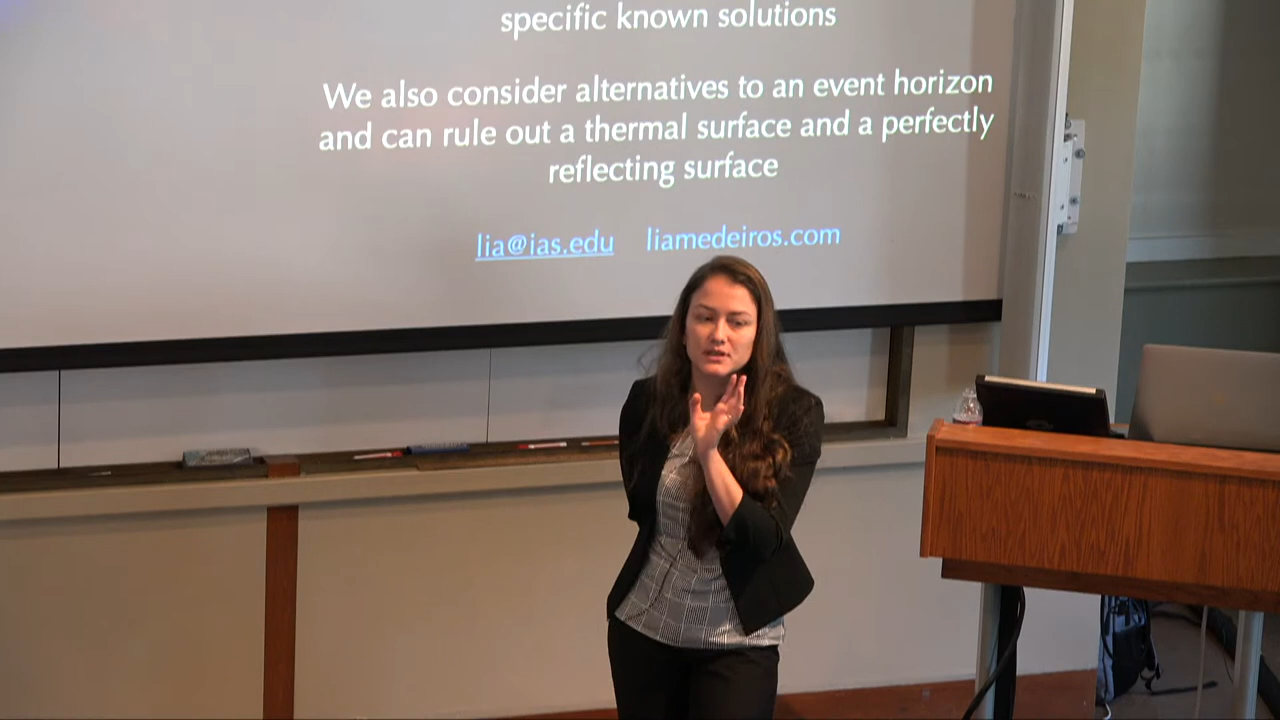 specific known solutions
We also consider alternatives to an event horizon
and can rule out a thermal surface and a perfectly
reflecting surface
lia@ias.edu liamedeiros.com